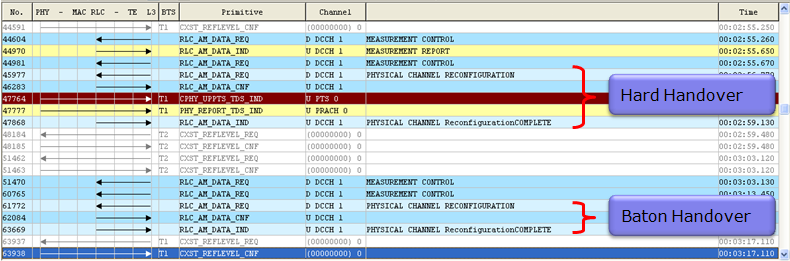 No. PHY - MAC RLC - TE L3 BTS Primitive Channel Time
44591 T1 CXST_REFLEVEL_CNF (00000000) 0 00:02:55.250
44604 RLC_AM_DATA_REQ D DCCH 1 MEASUREMENT CONTROL 00:02:55.260
44970 RLC_AM_DATA_IND U DCCH 1 MEASUREMENT REPORT 00:02:55.650
44981 RLC_AM_DATA_REQ D DCCH 1 MEASUREMENT CONTROL 00:02:55.670
45977 RLC_AM_DATA_REQ D DCCH 1 PHYSICAL CHANNEL RECONFIGURATION
46283 RLC_AM_DATA_CNF U DCCH 1
47764 T1 CPHY_UPPTS_TDS_IND U PTS 0
47777 T1 PHY_REPORT_TDS_IND U PRACH 0
47868 RLC_AM_DATA_IND U DCCH 1 PHYSICAL CHANNEL ReconfigurationCOMPLETE 00:02:59.130
Hard Handover
48184 T2 CXST_REFLEVEL_REQ (00000000) 0 00:02:59.480
48185 T2 CXST_REFLEVEL_CNF (00000000) 0 00:02:59.480
51462 T2 CXST_REFLEVEL_REQ (00000000) 0 00:03:03.120
51463 T2 CXST_REFLEVEL_CNF (00000000) 0 00:03:03.120
51470 RLC_AM_DATA_REQ D DCCH 1 MEASUREMENT CONTROL 00:03:03.130
60765 RLC_AM_DATA_REQ D DCCH 1 MEASUREMENT CONTROL 00:03:13.450
61772 RLC_AM_DATA_REQ D DCCH 1 PHYSICAL CHANNEL RECONFIGURATION
62084 RLC_AM_DATA_CNF U DCCH 1
63669 RLC_AM_DATA_IND U DCCH 1 PHYSICAL CHANNEL ReconfigurationCOMPLETE
Baton Handover
63937 T1 CXST_REFLEVEL_REQ (00000000) 0 00:03:17.110
63938 T1 CXST_REFLEVEL_CNF (00000000) 0 00:03:17.110